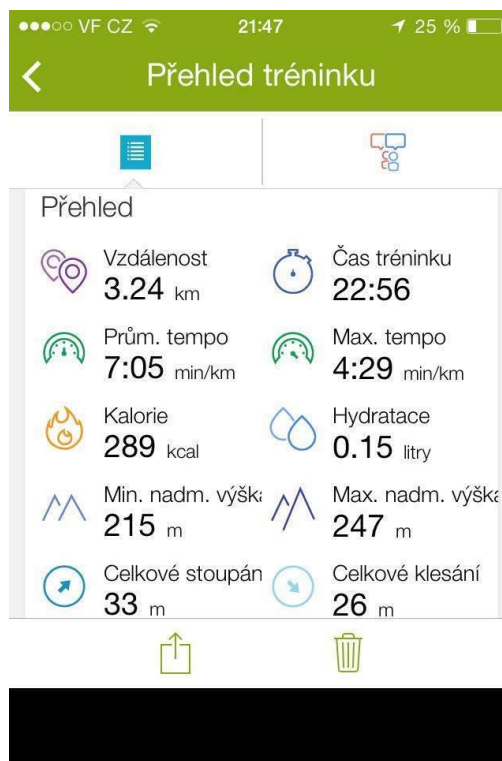 VF CZ 21:47 25 %
Přehled tréninku
Přehled
Vzdálenost
3.24 km
Čas tréninku
22:56
Prům. tempo
7:05 min/km
Max. tempo
4:29 min/km
Kalorie
289 kcal
Hydratace
0.15 litry
Min. nadm. výška
215 m
Max. nadm. výška
247 m
Celkové stoupán
33 m
Celkové klesání
26 m